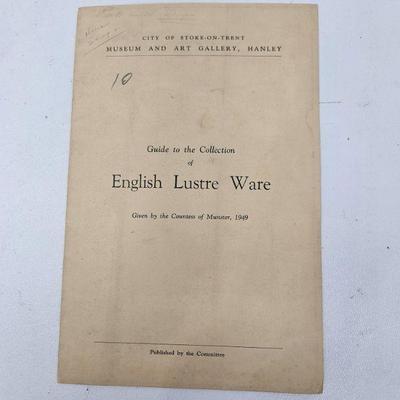 CITY OF STOKE-ON-TRENT
MUSEUM AND ART GALLERY, HANLEY
10
Guide to the Collection
of
English Lustre Ware
Given by the Countess of Munster, 1949
Published by the Committee